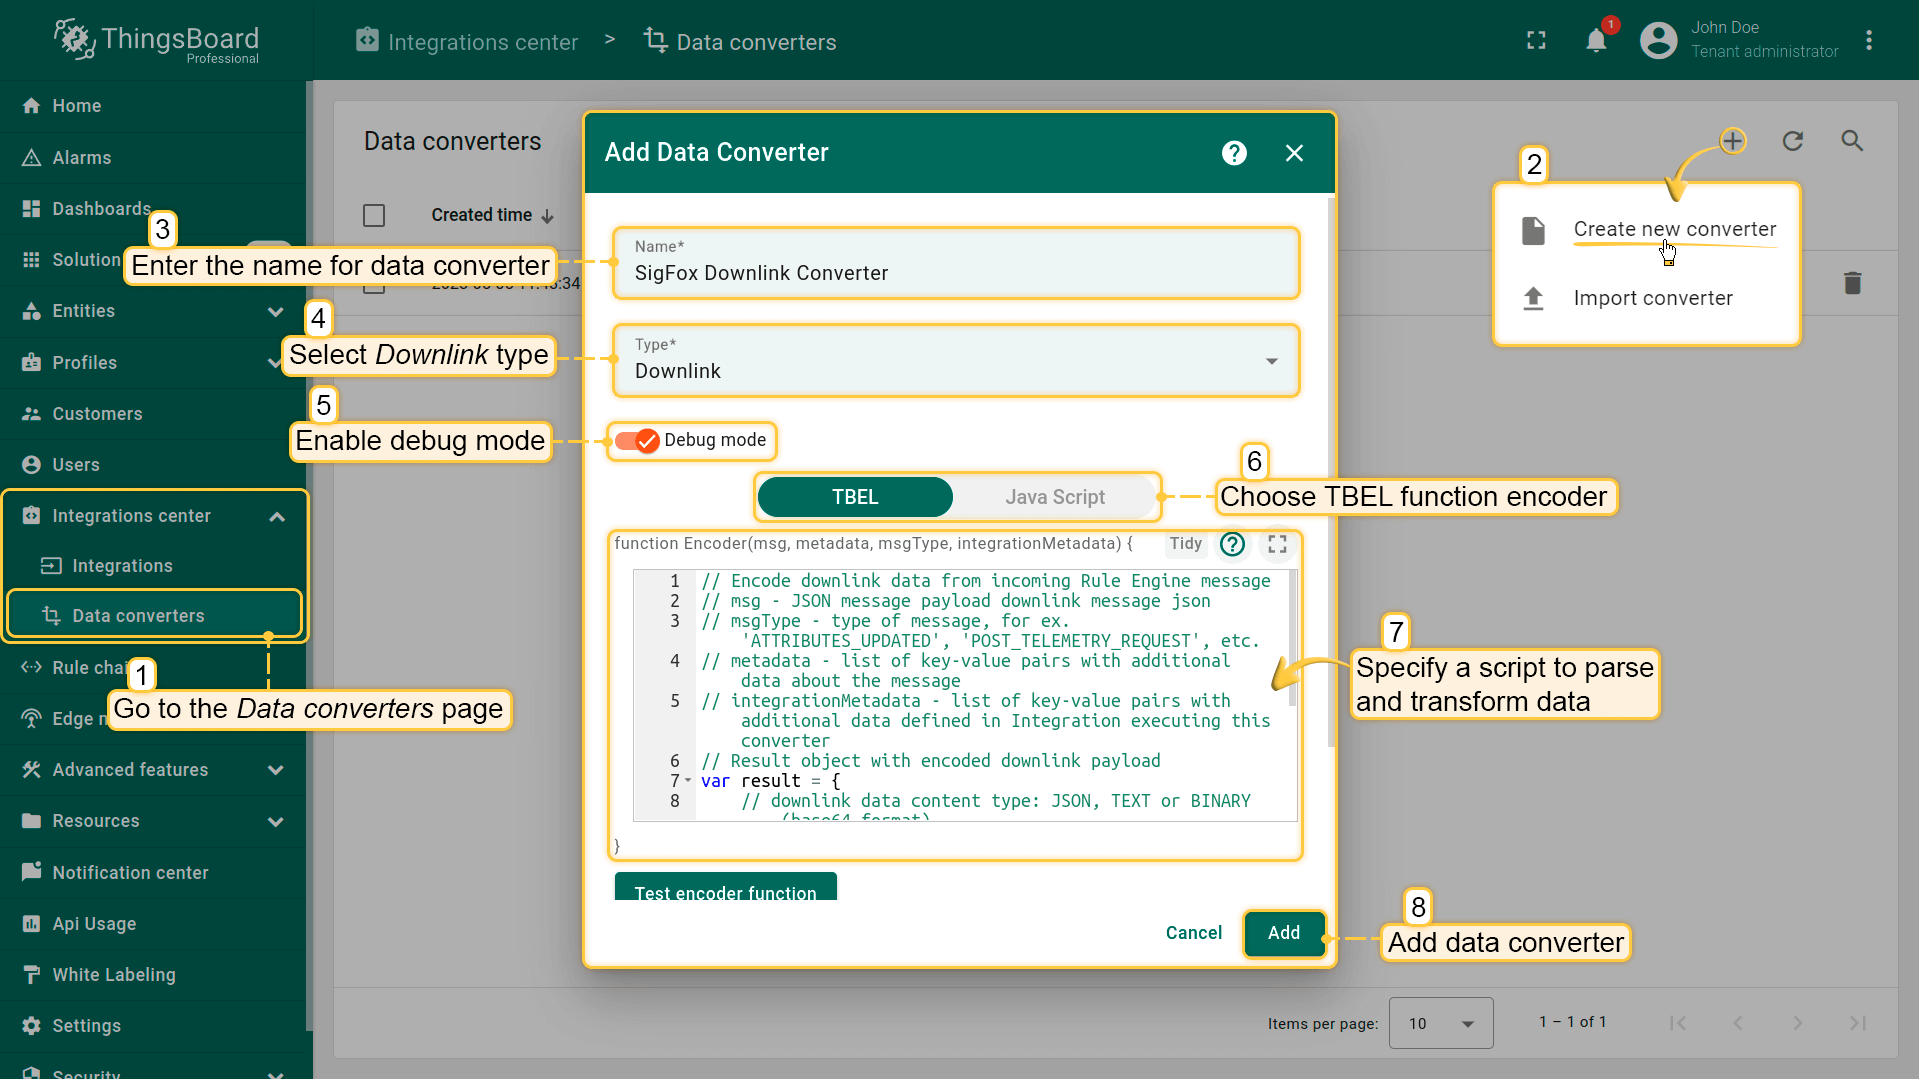 ThingsBoard
Professional
Integrations center > Data converters
1
John Doe
Tenant administrator
Home
Alarms
Dashboards
Solution
Entities
Profiles
Customers
Users
Integrations center
Integrations
Data converters
Rule chai
Edge m
Advanced features
Resources
Notification center
Api Usage
White Labeling
Settings
Security
Data converters
Created time
1
Go to the Data converters page
2
Create new converter
Import converter
3
Enter the name for data converter
4
Select Downlink type
5
Enable debug mode
6
Choose TBEL function encoder
7
Specify a script to parse
and transform data
8
Add data converter
Add Data Converter
Name*
SigFox Downlink Converter
Type*
Downlink
Debug mode
TBEL
Java Script
function Encoder(msg, metadata, msgType, integrationMetadata) {
Tidy
1 // Encode downlink data from incoming Rule Engine message
2 // msg - JSON message payload downlink message json
3 // msgType - type of message, for ex.
'ATTRIBUTES_UPDATED', 'POST_TELEMETRY_REQUEST', etc.
4 // metadata - list of key-value pairs with additional
data about the message
5 // integrationMetadata - list of key-value pairs with
additional data defined in Integration executing this
converter
6 // Result object with encoded downlink payload
7 var result = {
8 // downlink data content type: JSON, TEXT or BINARY
(base64 format)
}
Test encoder function
Cancel
Add
Items per page:
10
1 – 1 of 1